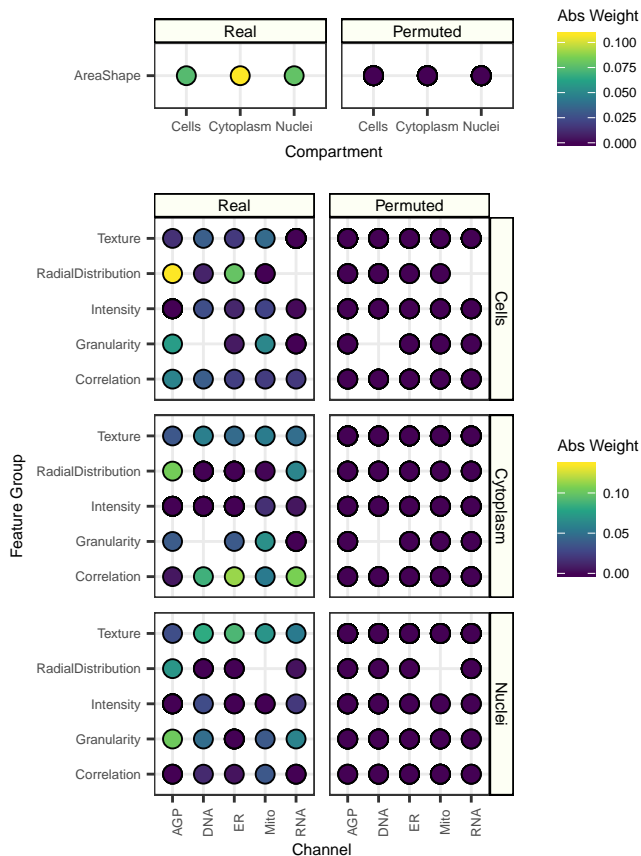 Real Permuted
AreaShape
Cells Cytoplasm Nuclei Cells Cytoplasm Nuclei
Compartment
Abs Weight
0.100
0.075
0.050
0.025
0.000
Real Permuted
Feature Group
Texture
RadialDistribution
Intensity
Granularity
Correlation
Cells
Texture
RadialDistribution
Intensity
Granularity
Correlation
Cytoplasm
Texture
RadialDistribution
Intensity
Granularity
Correlation
Nuclei
AGP DNA ER Mito RNA AGP DNA ER Mito RNA
Channel
Abs Weight
0.10
0.05
0.00